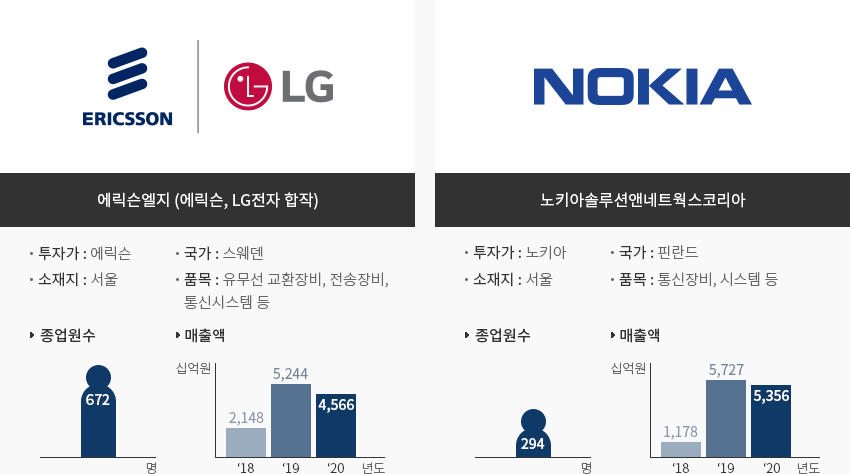 ERICSSON
LG
에릭슨엘지 (에릭슨, LG전자 합작)
• 투자가 : 에릭슨
• 국가 : 스웨덴
• 소재지 : 서울
• 품목 : 유무선 교환장비, 전송장비,
통신시스템 등
종업원수
672
명
매출액
십억원
2,148
5,244
4,566
‘18 ‘19 ‘20 년도
NOKIA
노키아솔루션앤네트웍스코리아
• 투자가 : 노키아
• 국가 : 핀란드
• 소재지 : 서울
• 품목 : 통신장비, 시스템 등
종업원수
294
명
매출액
십억원
1,178
5,727
5,356
‘18 ‘19 ‘20 년도